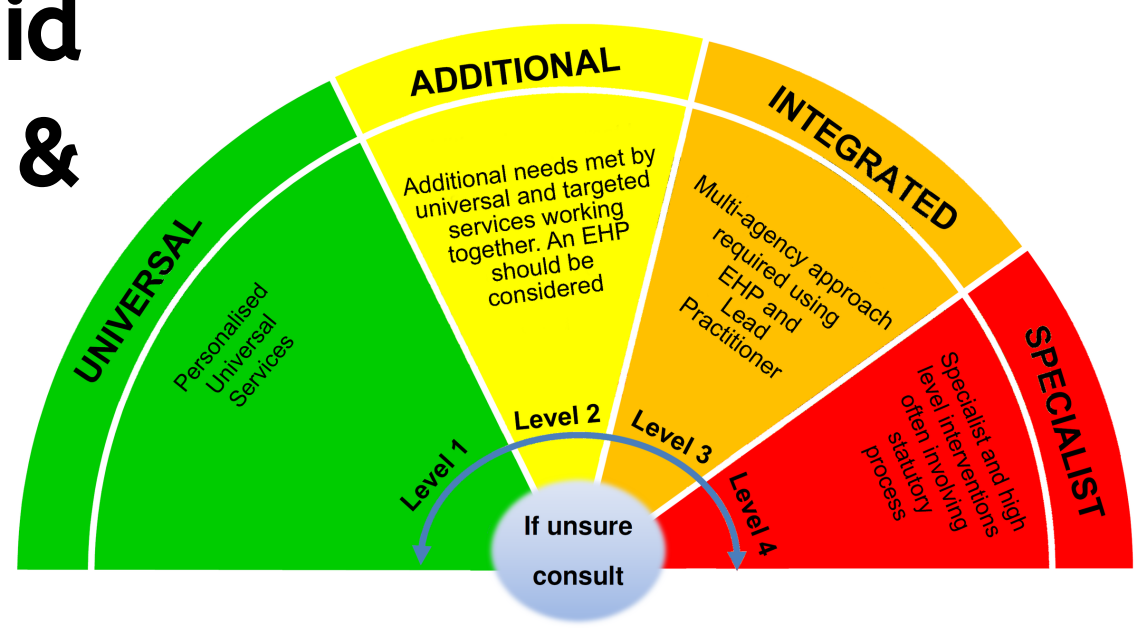 id
&
UNIVERSAL
Personalised
Universal
Services
Level 1
ADDITIONAL
Additional needs met by
universal and targeted
services working
together. An EHP
should be
considered
Level 2
INTEGRATED
Multi-agency approach
required using
EHP and
Lead
Practitioner
Level 3
SPECIALIST
Specialist and high
level interventions
often involving
statutory
process
Level 4
If unsure
consult